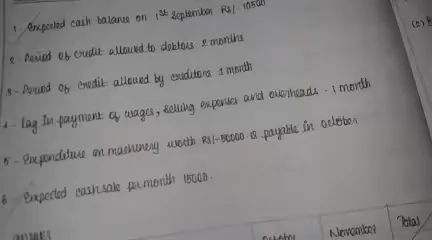 1. Expected cash balance on 1st September RS/- 10500
(c) 8
2. Period of credit allowed to debtors 2 months
3 - Period of credit allowed by creditors 1 month
4 - Lag in payment of wages, selling expenses and overheads - 1 month
5 - Expenditure on machinery worth RS/- 50000 is payable in october
6 Expected cash sale per month 15000.
October November Total